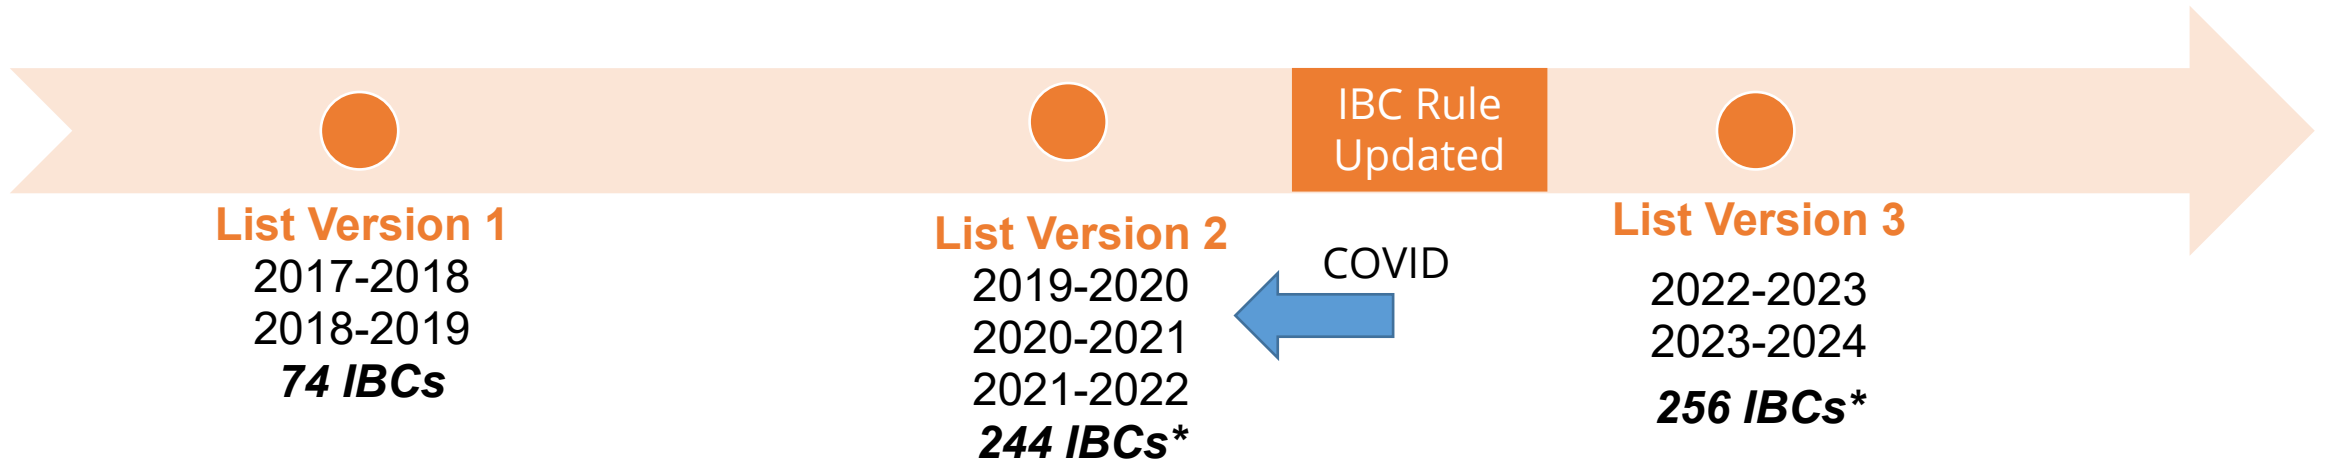 List Version 1
2017-2018
2018-2019
74 IBCs
List Version 2
2019-2020
2020-2021
2021-2022
244 IBCs*
COVID
IBC Rule
Updated
List Version 3
2022-2023
2023-2024
256 IBCs*